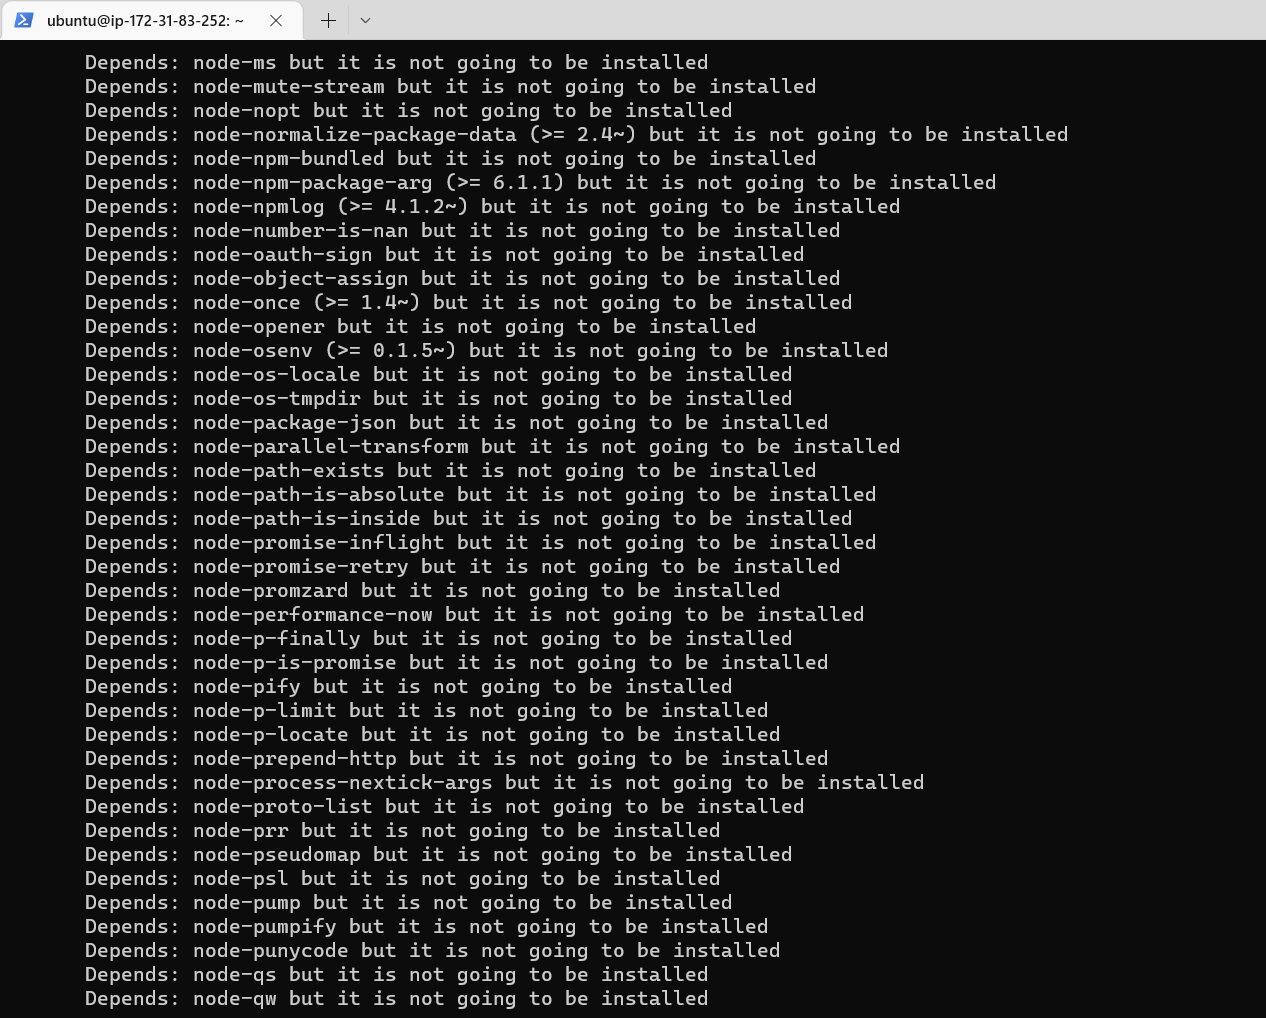 ubuntu@ip-172-31-83-252: ~
Depends: node-ms but it is not going to be installed
Depends: node-mute-stream but it is not going to be installed
Depends: node-nopt but it is not going to be installed
Depends: node-normalize-package-data (>= 2.4~) but it is not going to be installed
Depends: node-npm-bundled but it is not going to be installed
Depends: node-npm-package-arg (>= 6.1.1) but it is not going to be installed
Depends: node-npmlog (>= 4.1.2~) but it is not going to be installed
Depends: node-number-is-nan but it is not going to be installed
Depends: node-oauth-sign but it is not going to be installed
Depends: node-object-assign but it is not going to be installed
Depends: node-once (>= 1.4~) but it is not going to be installed
Depends: node-opener but it is not going to be installed
Depends: node-osenv (>= 0.1.5~) but it is not going to be installed
Depends: node-os-locale but it is not going to be installed
Depends: node-os-tmpdir but it is not going to be installed
Depends: node-package-json but it is not going to be installed
Depends: node-parallel-transform but it is not going to be installed
Depends: node-path-exists but it is not going to be installed
Depends: node-path-is-absolute but it is not going to be installed
Depends: node-path-is-inside but it is not going to be installed
Depends: node-promise-inflight but it is not going to be installed
Depends: node-promise-retry but it is not going to be installed
Depends: node-promzard but it is not going to be installed
Depends: node-performance-now but it is not going to be installed
Depends: node-p-finally but it is not going to be installed
Depends: node-p-is-promise but it is not going to be installed
Depends: node-pify but it is not going to be installed
Depends: node-p-limit but it is not going to be installed
Depends: node-p-locate but it is not going to be installed
Depends: node-prepend-http but it is not going to be installed
Depends: node-process-nextick-args but it is not going to be installed
Depends: node-proto-list but it is not going to be installed
Depends: node-prr but it is not going to be installed
Depends: node-pseudomap but it is not going to be installed
Depends: node-psl but it is not going to be installed
Depends: node-pump but it is not going to be installed
Depends: node-pumpify but it is not going to be installed
Depends: node-punycode but it is not going to be installed
Depends: node-qs but it is not going to be installed
Depends: node-qw but it is not going to be installed